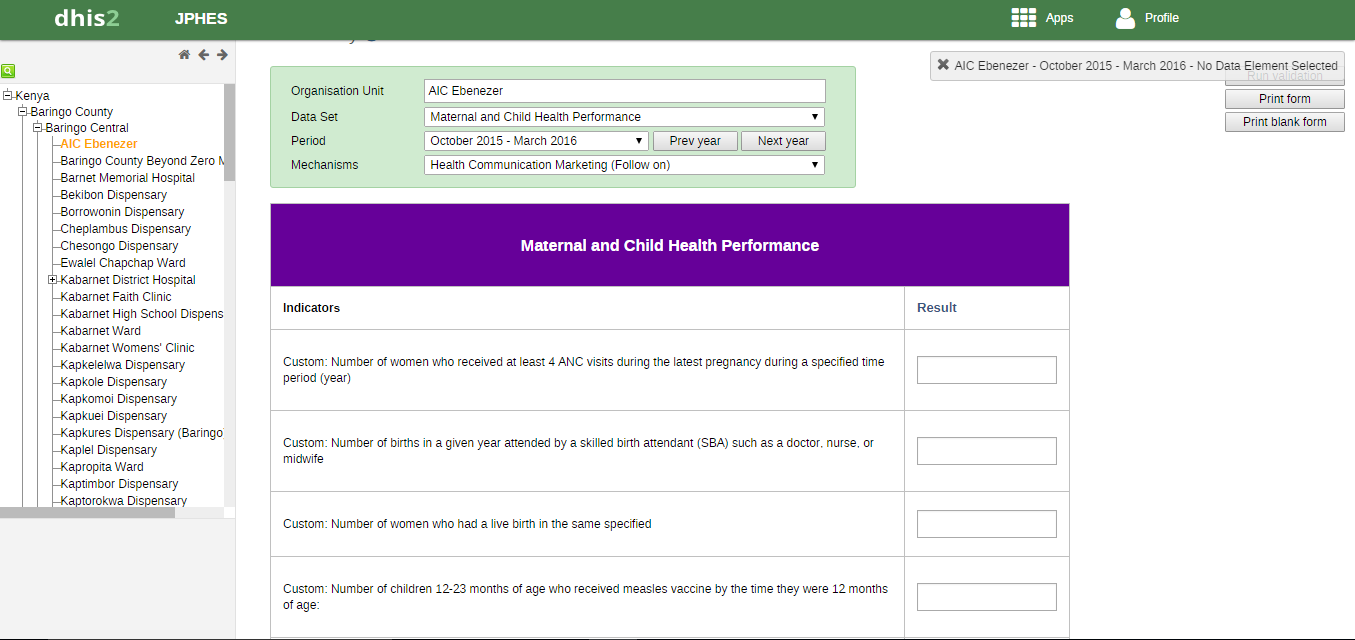 dhis2 JPHES Apps Profile
Kenya
Baringo County
Baringo Central
AIC Ebenezer
Baringo County Beyond Zero M
Barnet Memorial Hospital
Bekibon Dispensary
Borrowonin Dispensary
Cheplambus Dispensary
Chesongo Dispensary
Ewalel Chapchap Ward
Kabarnet District Hospital
Kabarnet Faith Clinic
Kabarnet High School Dispens
Kabarnet Ward
Kabarnet Womens' Clinic
Kapkelelwa Dispensary
Kapkole Dispensary
Kapkomoi Dispensary
Kapkuei Dispensary
Kapkures Dispensary (Baringo
Kaplel Dispensary
Kapropita Ward
Kaptimbor Dispensary
Kaptorokwa Dispensary
Organisation Unit AIC Ebenezer
Data Set Maternal and Child Health Performance
Period October 2015 - March 2016 Prev year Next year
Mechanisms Health Communication Marketing (Follow on)
AIC Ebenezer - October 2015 - March 2016 - No Data Element Selected
Run validation
Print form
Print blank form
Maternal and Child Health Performance
Indicators Result
Custom: Number of women who received at least 4 ANC visits during the latest pregnancy during a specified time
period (year)
Custom: Number of births in a given year attended by a skilled birth attendant (SBA) such as a doctor, nurse, or
midwife
Custom: Number of women who had a live birth in the same specified
Custom: Number of children 12-23 months of age who received measles vaccine by the time they were 12 months
of age: